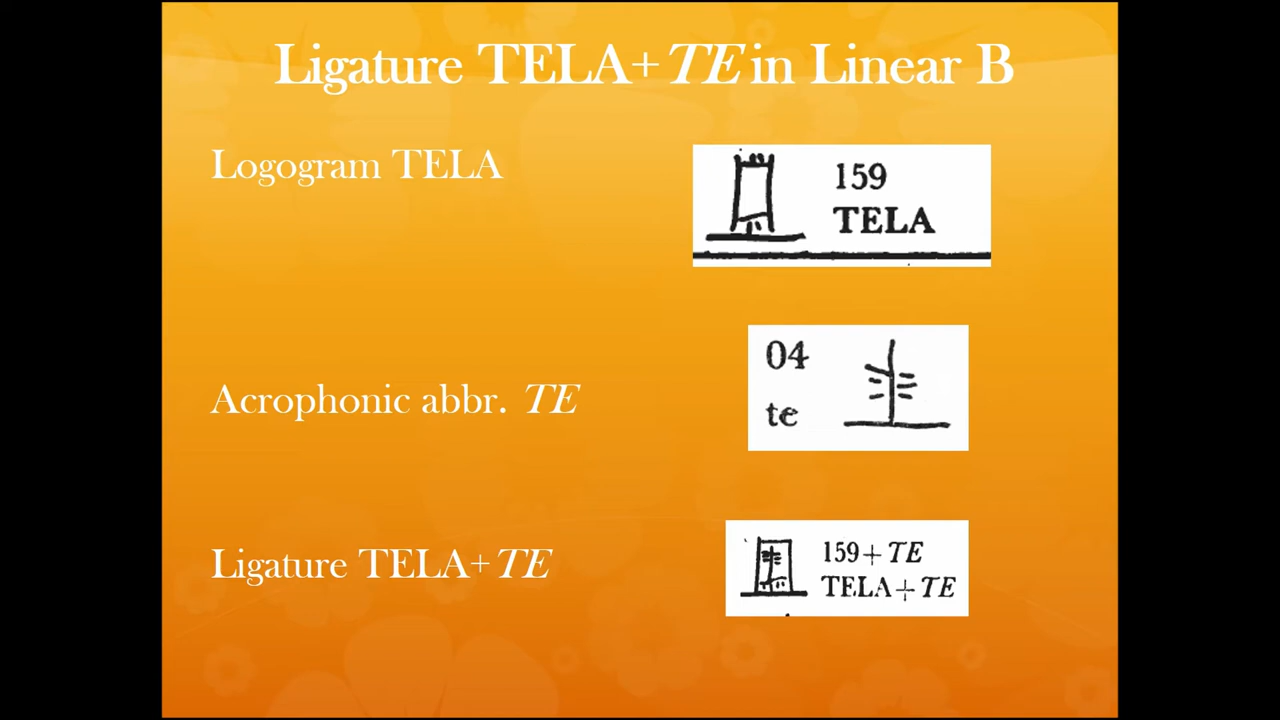 Ligature TELA+TE in Linear B
Logogram TELA
159
TELA
Acrophonic abbr. TE
04
te
Ligature TELA+TE
159+TE
TELA+TE